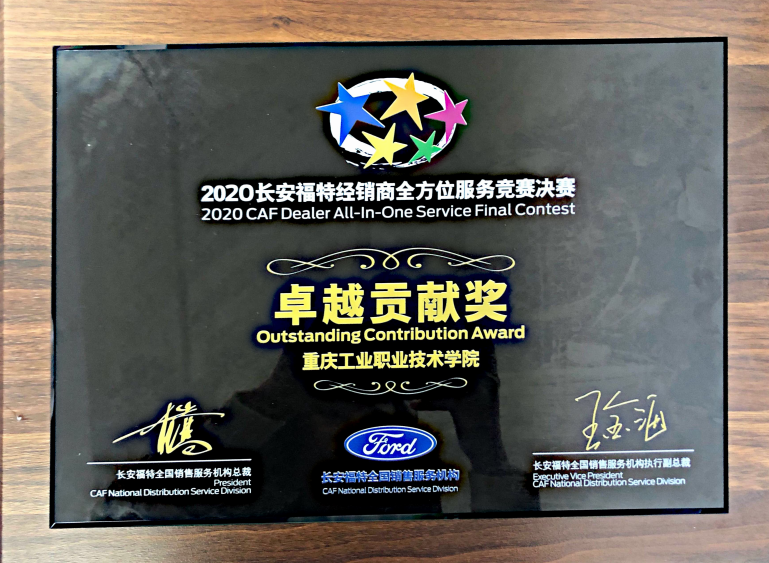 2020长安福特经销商全方位服务竞赛决赛
2020 CAF Dealer All-In-One Service Final Contest
卓越贡献奖
Outstanding Contribution Award
重庆工业职业技术学院
长安福特全国销售服务机构总裁
President
CAF National Distribution Service Division
Ford
长安福特全国销售服务机构
CAF National Distribution Service Division
长安福特全国销售服务机构执行副总裁
Executive Vice President
CAF National Distribution Service Division